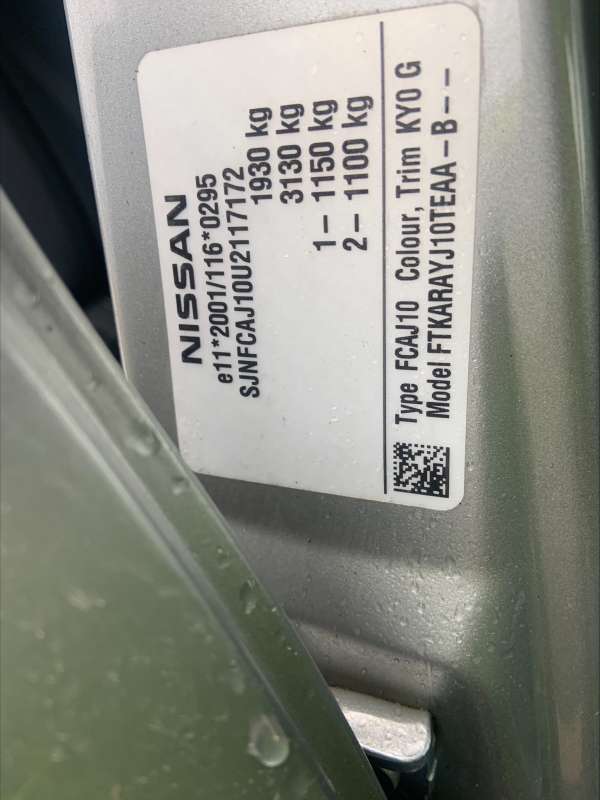 NISSAN
e11*2001/116*0295
SJNFCAJ10U2117172
1930 kg
3130 kg
1– 1150 kg
2– 1100 kg
Type FCAJ10 Colour, Trim KY0 G
Model FTKARAYJ10TEAA–B––